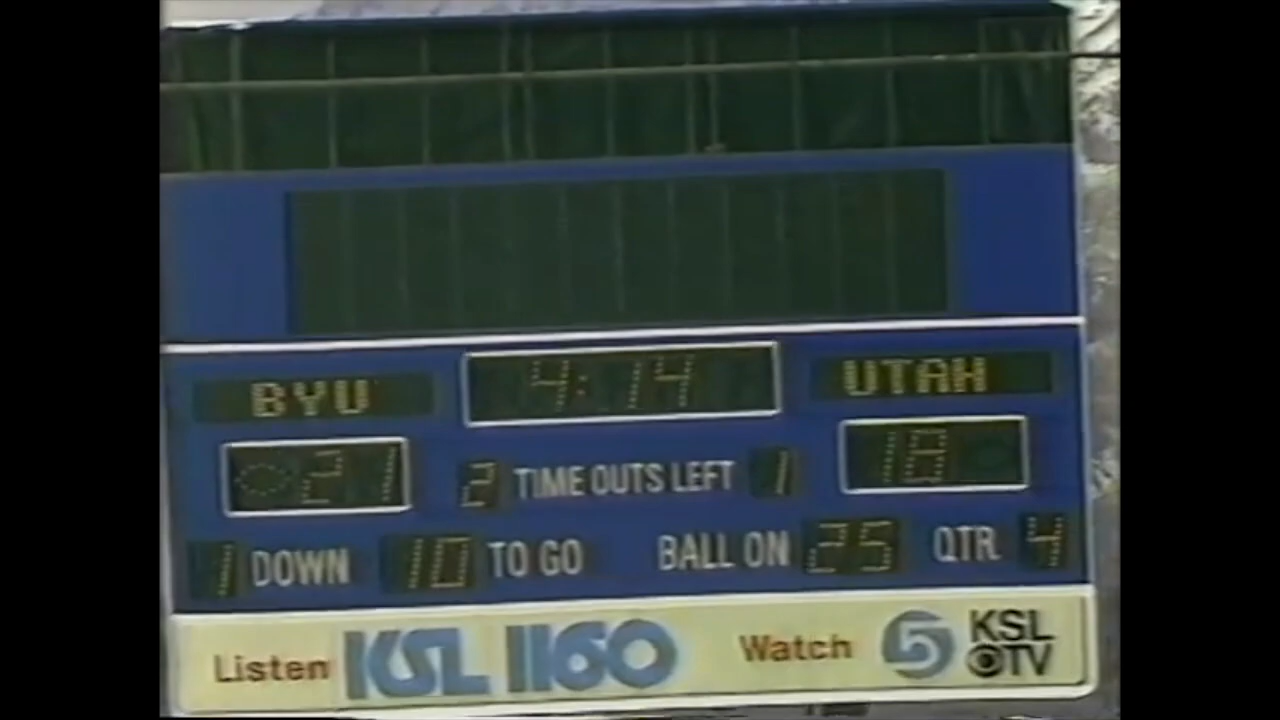 BYU 4:14 UTAH
21 2 TIME OUTS LEFT 1 18
1 DOWN 10 TO GO BALL ON 25 QTR 4
Listen KSL 1160 Watch 5 KSL TV